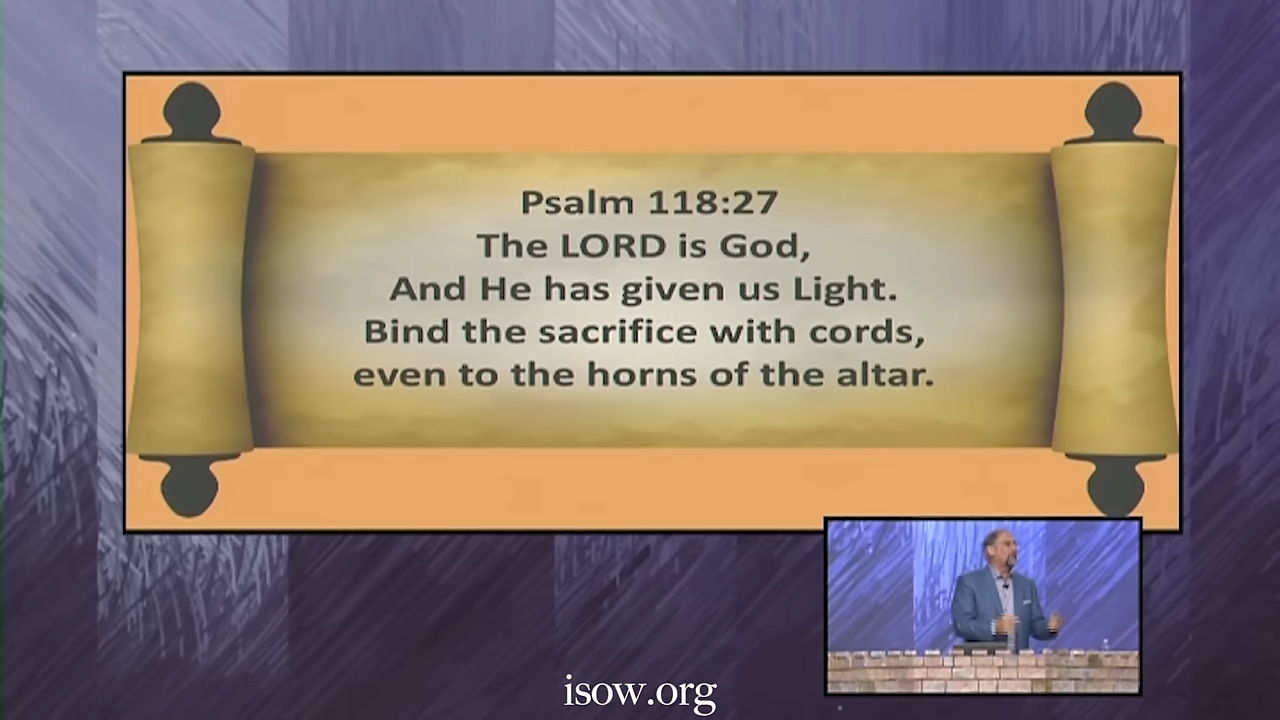 Psalm 118:27
The LORD is God,
And He has given us Light.
Bind the sacrifice with cords,
even to the horns of the altar.
isow.org